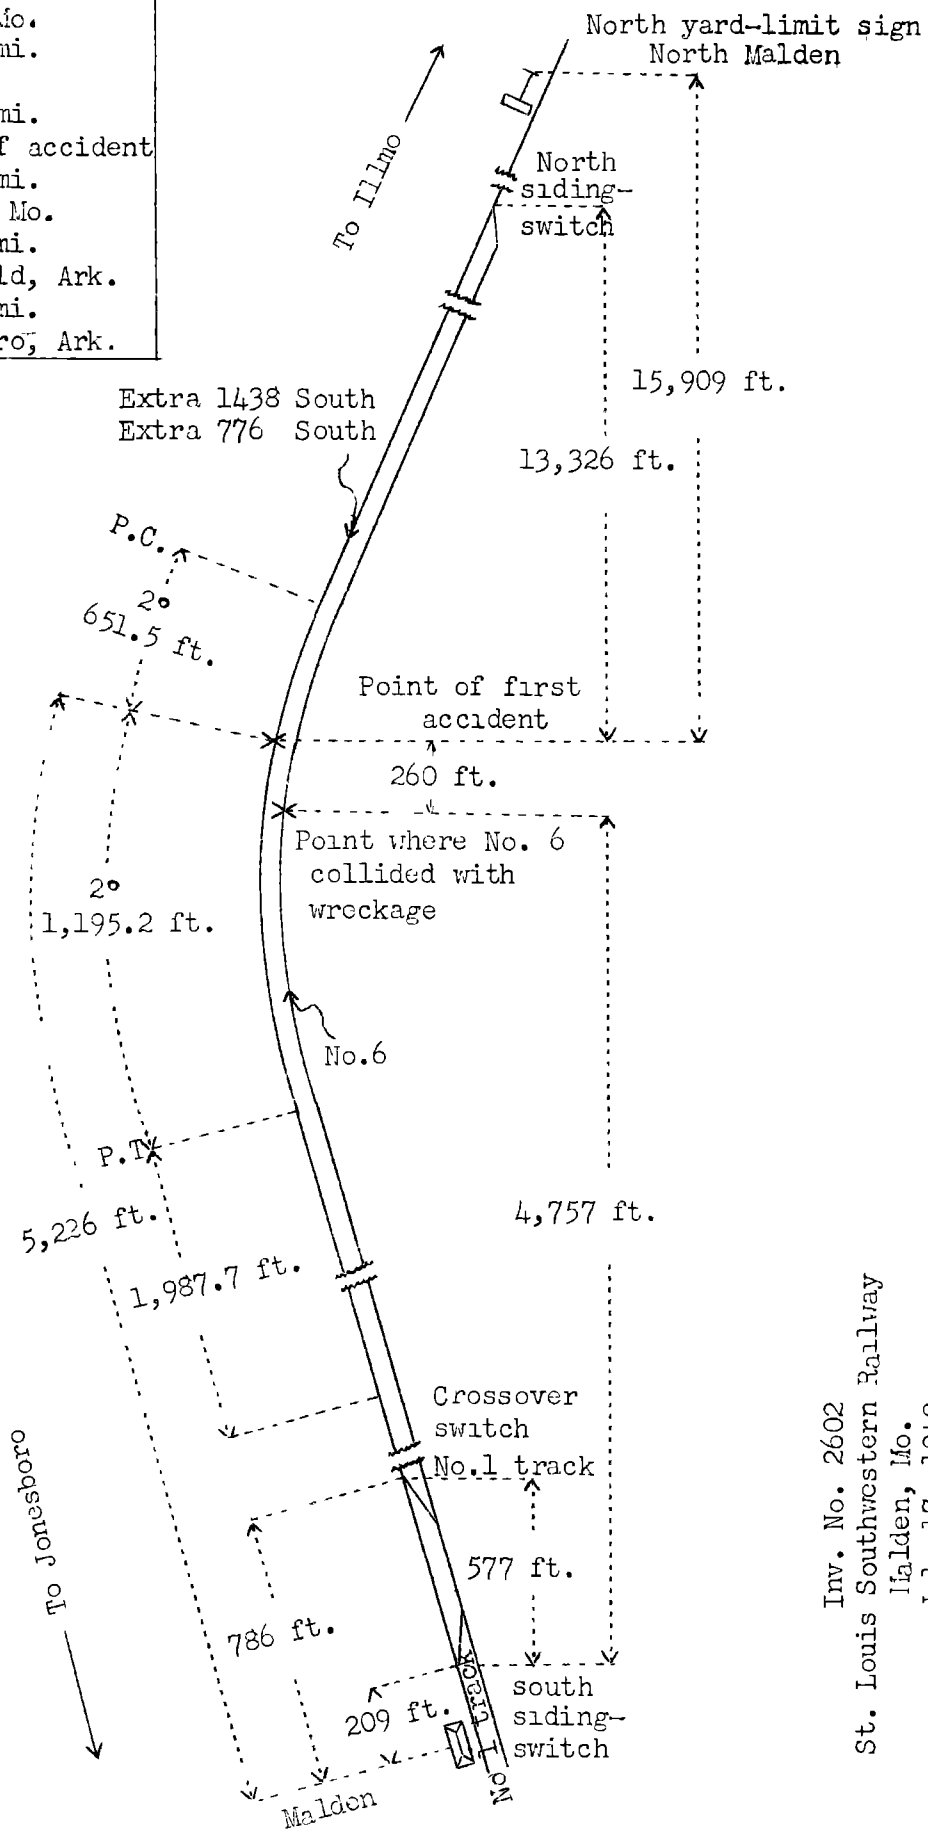 mi.
mi.
f accident
mi.
Mo.
mi.
ld, Ark.
mi.
ro, Ark.
North yard-limit sign
North Malden
To Illmo
North
siding-
switch
15,909 ft.
Extra 1438 South
Extra 776 South
13,326 ft.
P.C.
2°
651.5 ft.
Point of first
accident
260 ft.
Point where No. 6
collided with
wreckage
2°
1,195.2 ft.
No.6
P.T.
5,226 ft.
4,757 ft.
1,987.7 ft.
Crossover
switch
No.1 track
577 ft.
To Jonesboro
786 ft.
209 ft.
south
siding-
switch
No 1 track
Malden
Inv. No. 2602
St. Louis Southwestern Railway
Malden, Mo.